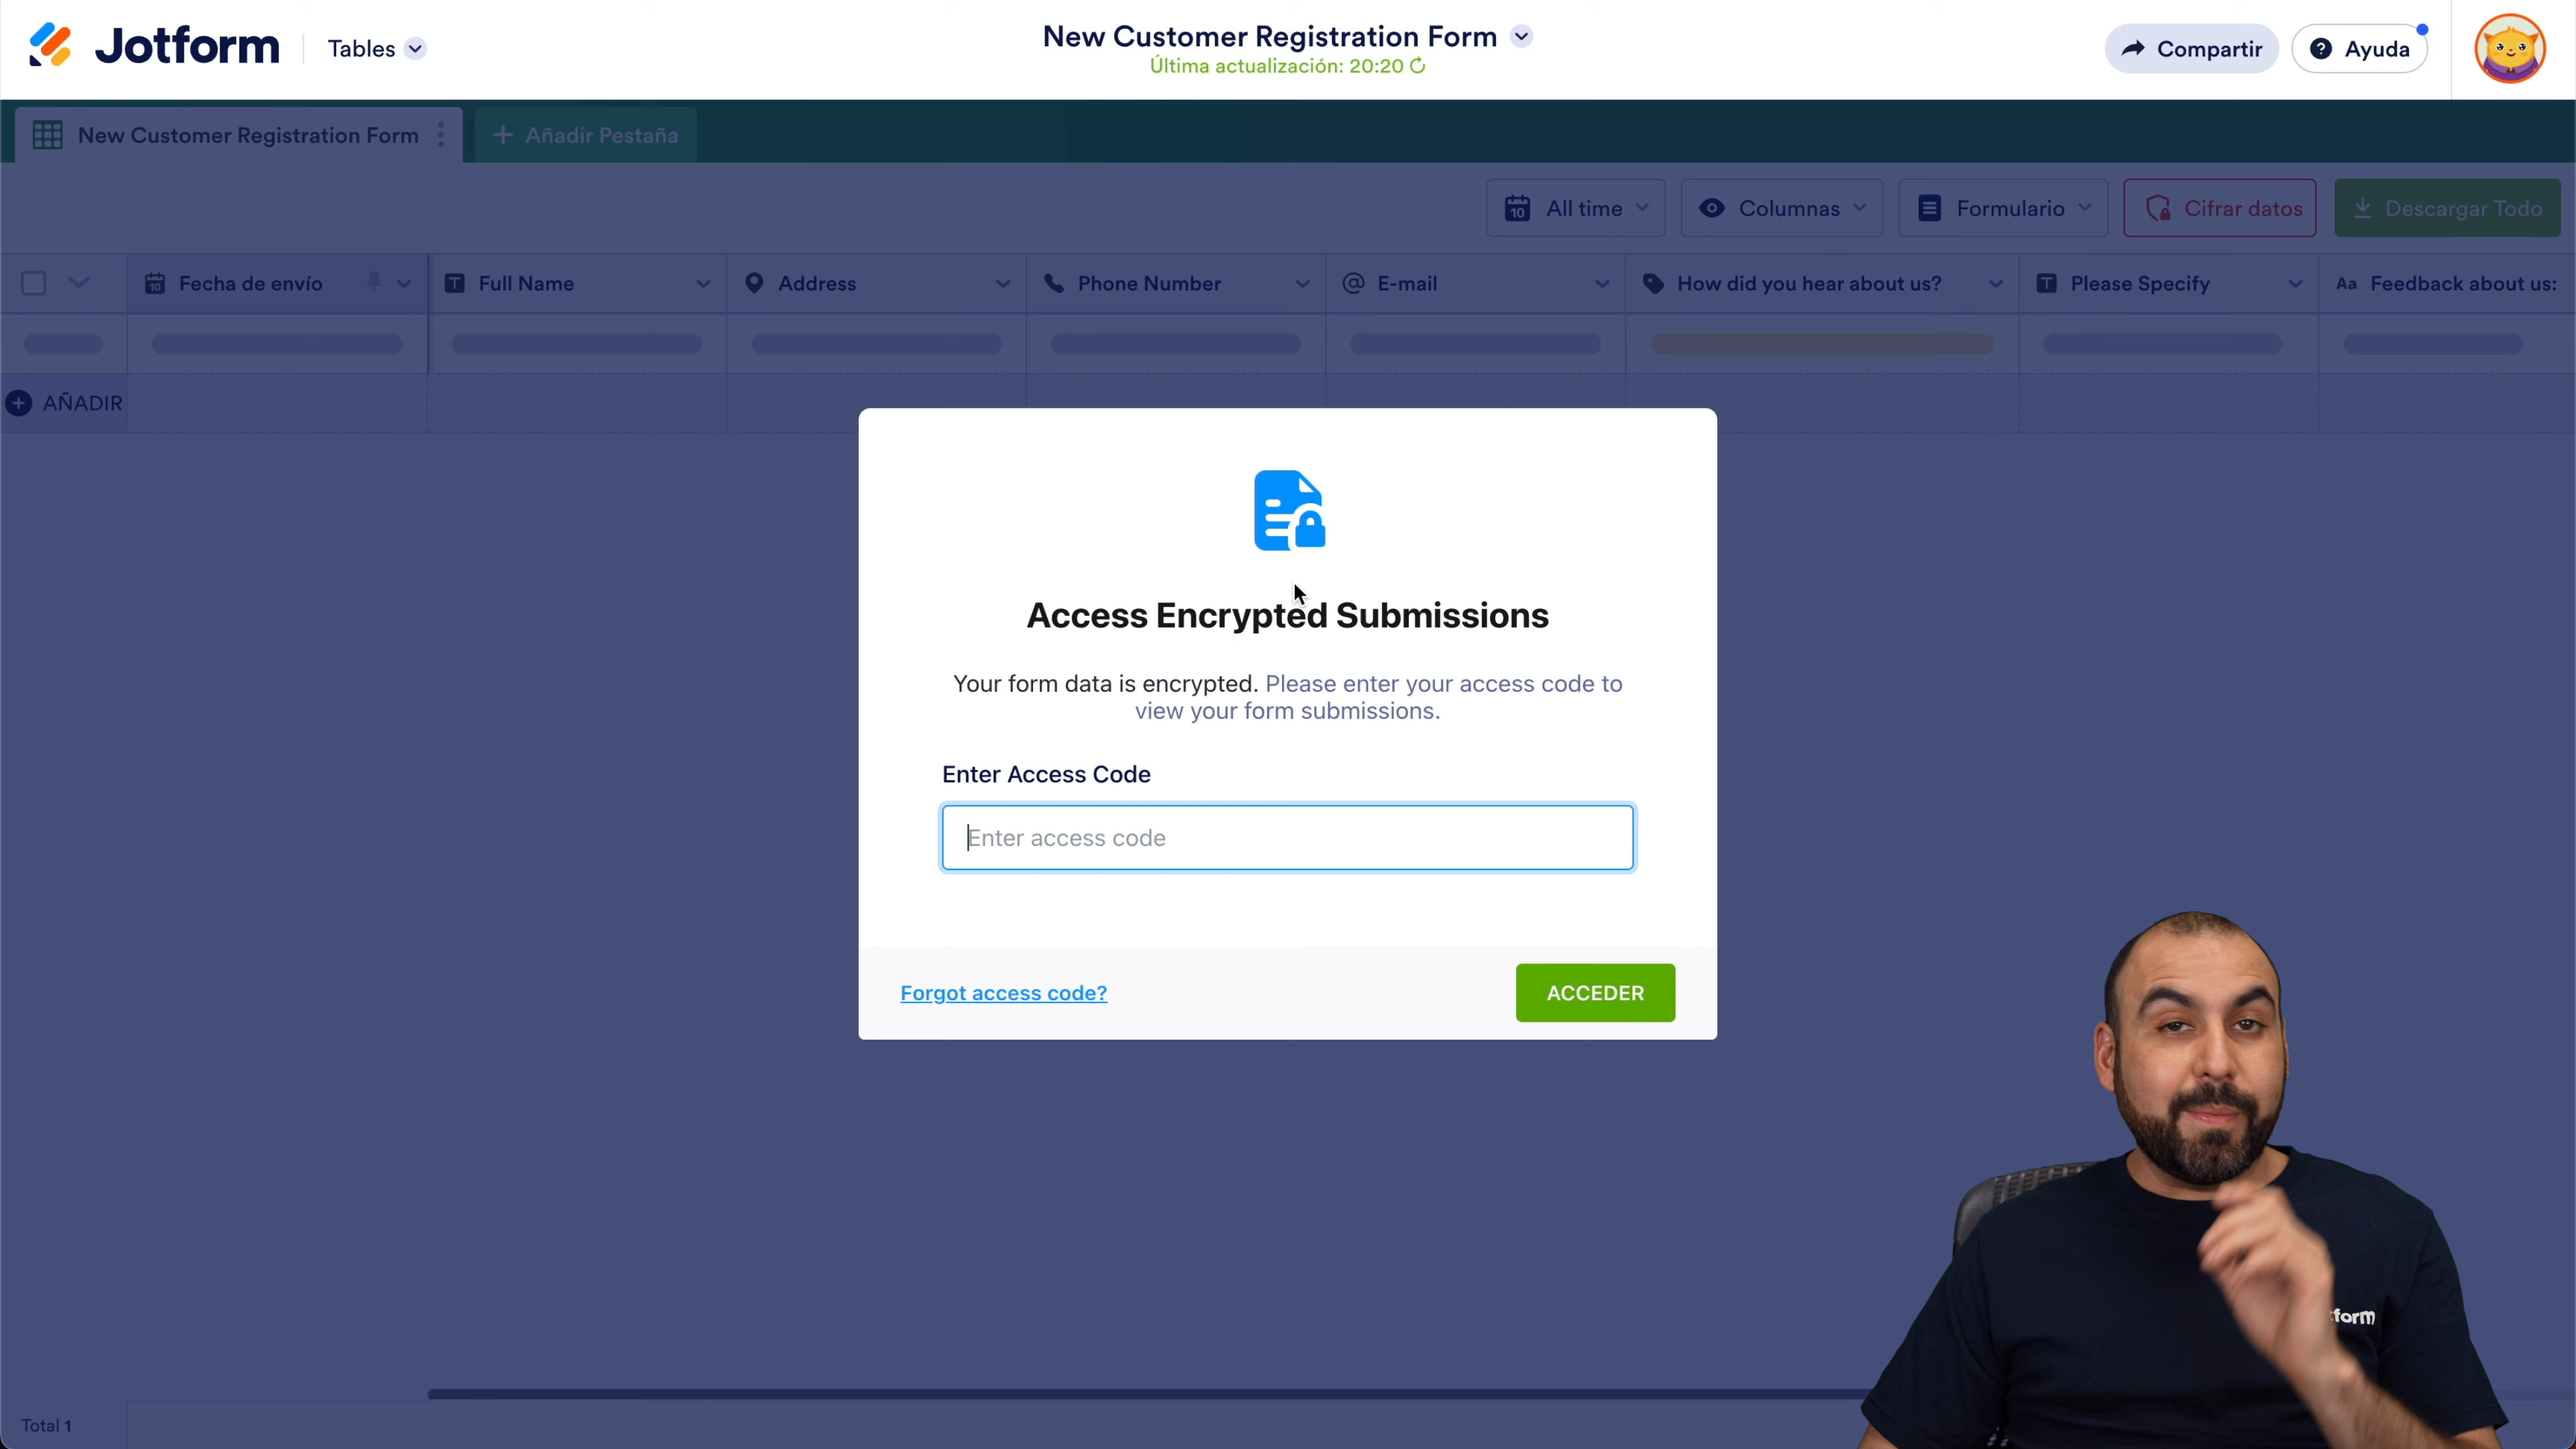 Jotform
Tables
New Customer Registration Form
Última actualización: 20:20
Compartir
Ayuda
New Customer Registration Form
Añadir Pestaña
10 All time
Columnas
Formulario
Cifrar datos
Descargar Todo
10 Fecha de envío
T Full Name
Address
Phone Number
@ E-mail
How did you hear about us?
T Please Specify
Aa Feedback about us:
AÑADIR
Access Encrypted Submissions
Your form data is encrypted. Please enter your access code to
view your form submissions.
Enter Access Code
Enter access code
Forgot access code?
ACCEDER
tform
Total 1